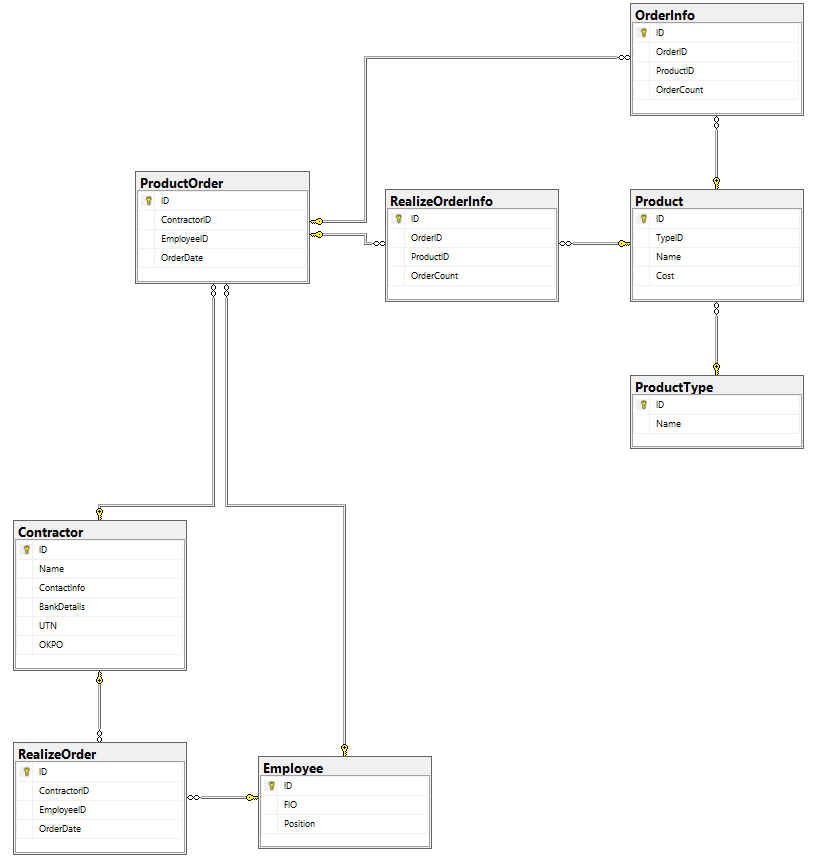 OrderInfo
ID
OrderID
ProductID
OrderCount
ProductOrder
ID
ContractorID
EmployeeID
OrderDate
RealizeOrderInfo
ID
OrderID
ProductID
OrderCount
Product
ID
TypeID
Name
Cost
ProductType
ID
Name
Contractor
ID
Name
ContactInfo
BankDetails
UTN
OKPO
RealizeOrder
ID
ContractorID
EmployeeID
OrderDate
Employee
ID
FIO
Position